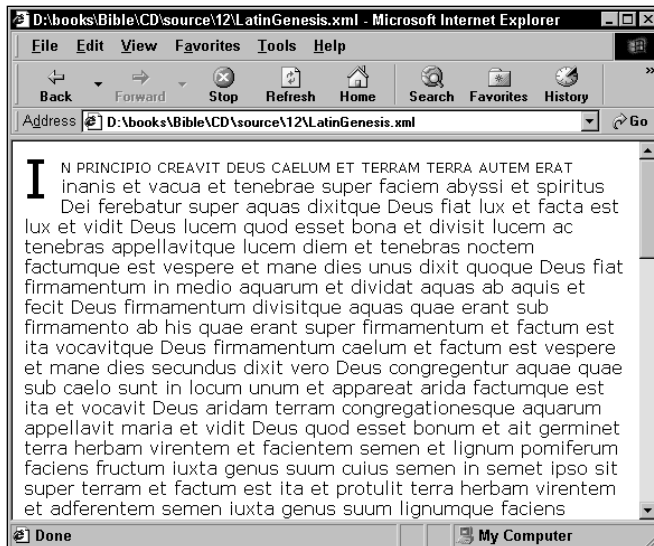 D:\books\Bible\CD\source\12\LatinGenesis.xml - Microsoft Internet Explorer
File Edit View Favorites Tools Help
Back Forward Stop Refresh Home Search Favorites History »
Address D:\books\Bible\CD\source\12\LatinGenesis.xml Go
IN PRINCIPIO CREAVIT DEUS CAELUM ET TERRAM TERRA AUTEM ERAT
inanis et vacua et tenebrae super faciem abyssi et spiritus
Dei ferebatur super aquas dixitque Deus fiat lux et facta est
lux et vidit Deus lucem quod esset bona et divisit lucem ac
tenebras appellavitque lucem diem et tenebras noctem
factumque est vespere et mane dies unus dixit quoque Deus fiat
firmamentum in medio aquarum et dividat aquas ab aquis et
fecit Deus firmamentum divisitque aquas quae erant sub
firmamento ab his quae erant super firmamentum et factum est
ita vocavitque Deus firmamentum caelum et factum est vespere
et mane dies secundus dixit vero Deus congregentur aquae quae
sub caelo sunt in locum unum et appareat arida factumque est
ita et vocavit Deus aridam terram congregationesque aquarum
appellavit maria et vidit Deus quod esset bonum et ait germinet
terra herbam virentem et facientem semen et lignum pomiferum
faciens fructum iuxta genus suum cuius semen in semet ipso sit
super terram et factum est ita et protulit terra herbam virentem
et adferentem semen iuxta genus suum lignumque faciens
Done My Computer